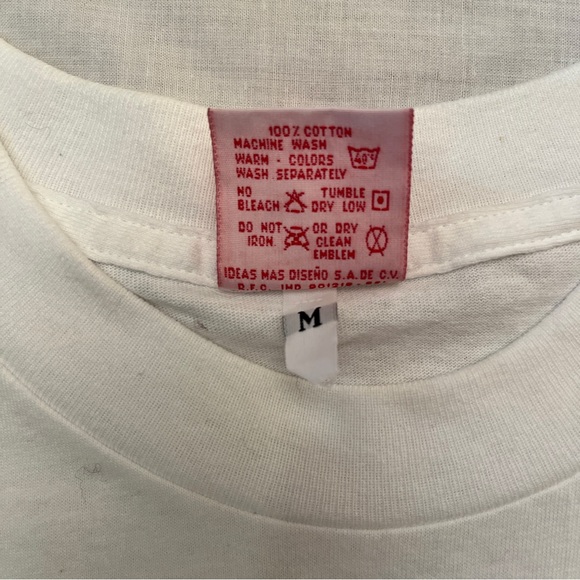 100% COTTON
MACHINE WASH
WARM - COLORS 40°C
WASH SEPARATELY
NO BLEACH
TUMBLE DRY LOW
DO NOT IRON.
OR DRY CLEAN EMBLEM
IDEAS MAS DISEÑO S.A. DE C.V.
R.F.C.
M